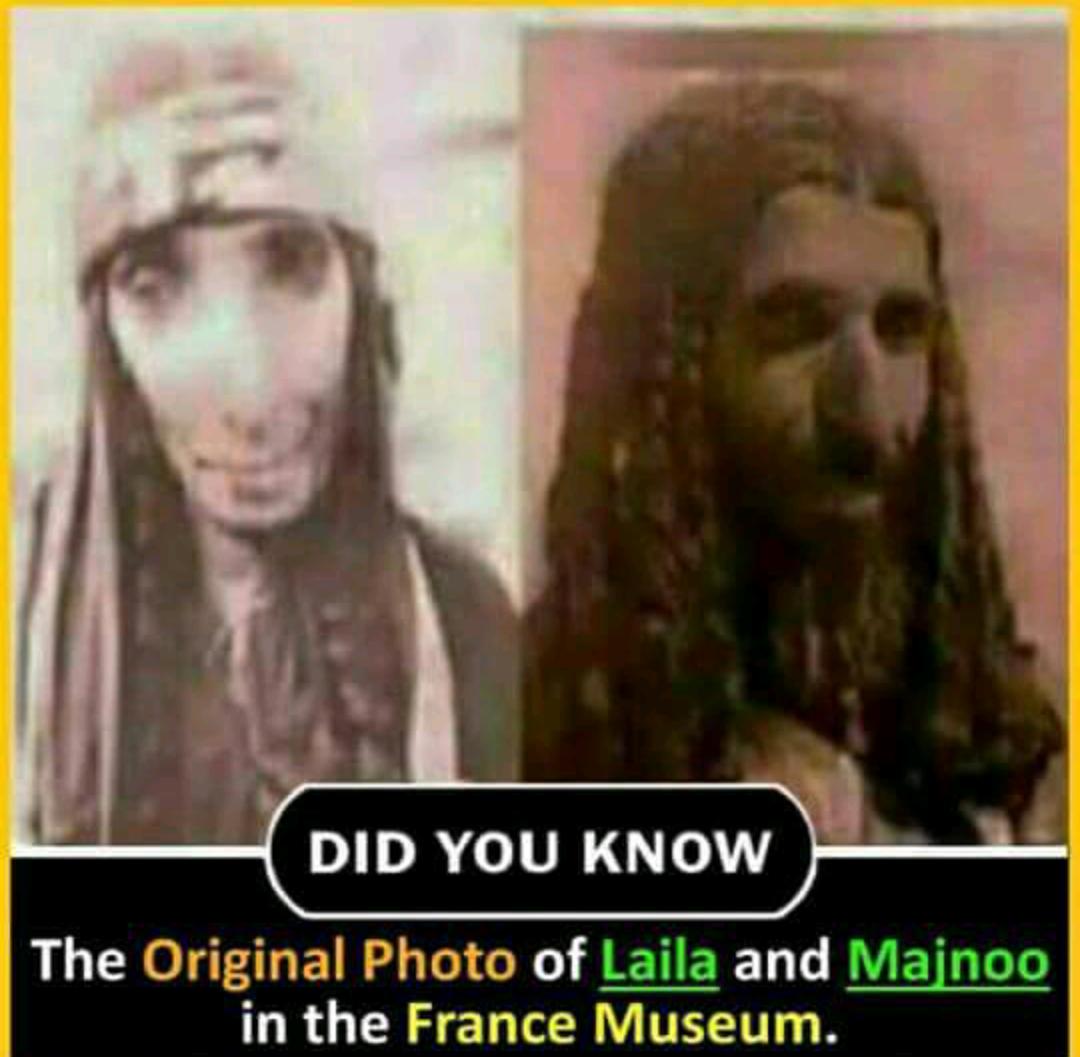 DID YOU KNOW
The Original Photo of Laila and Majnoo
in the France Museum.